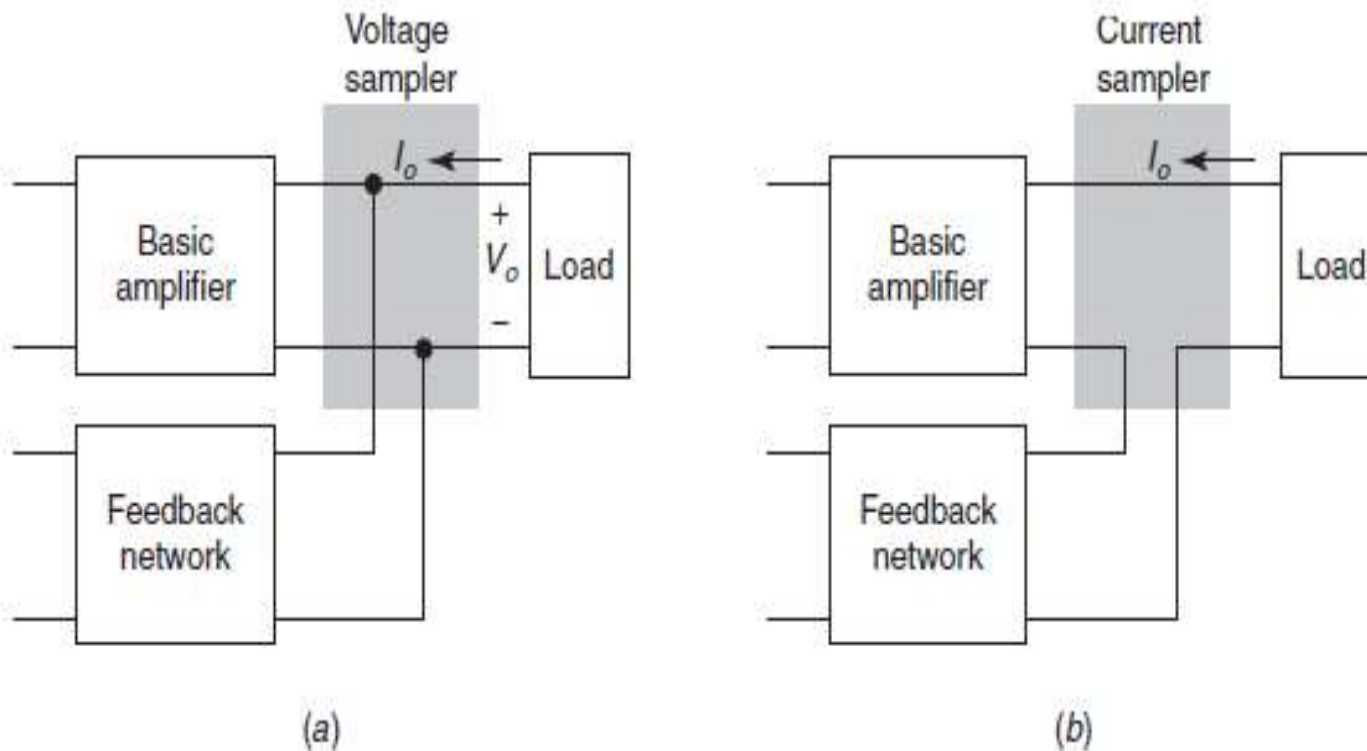 Voltage
sampler
I_o
Basic
amplifier
+
V_o
−
Load
Feedback
network
(a)
Current
sampler
I_o
Basic
amplifier
Load
Feedback
network
(b)